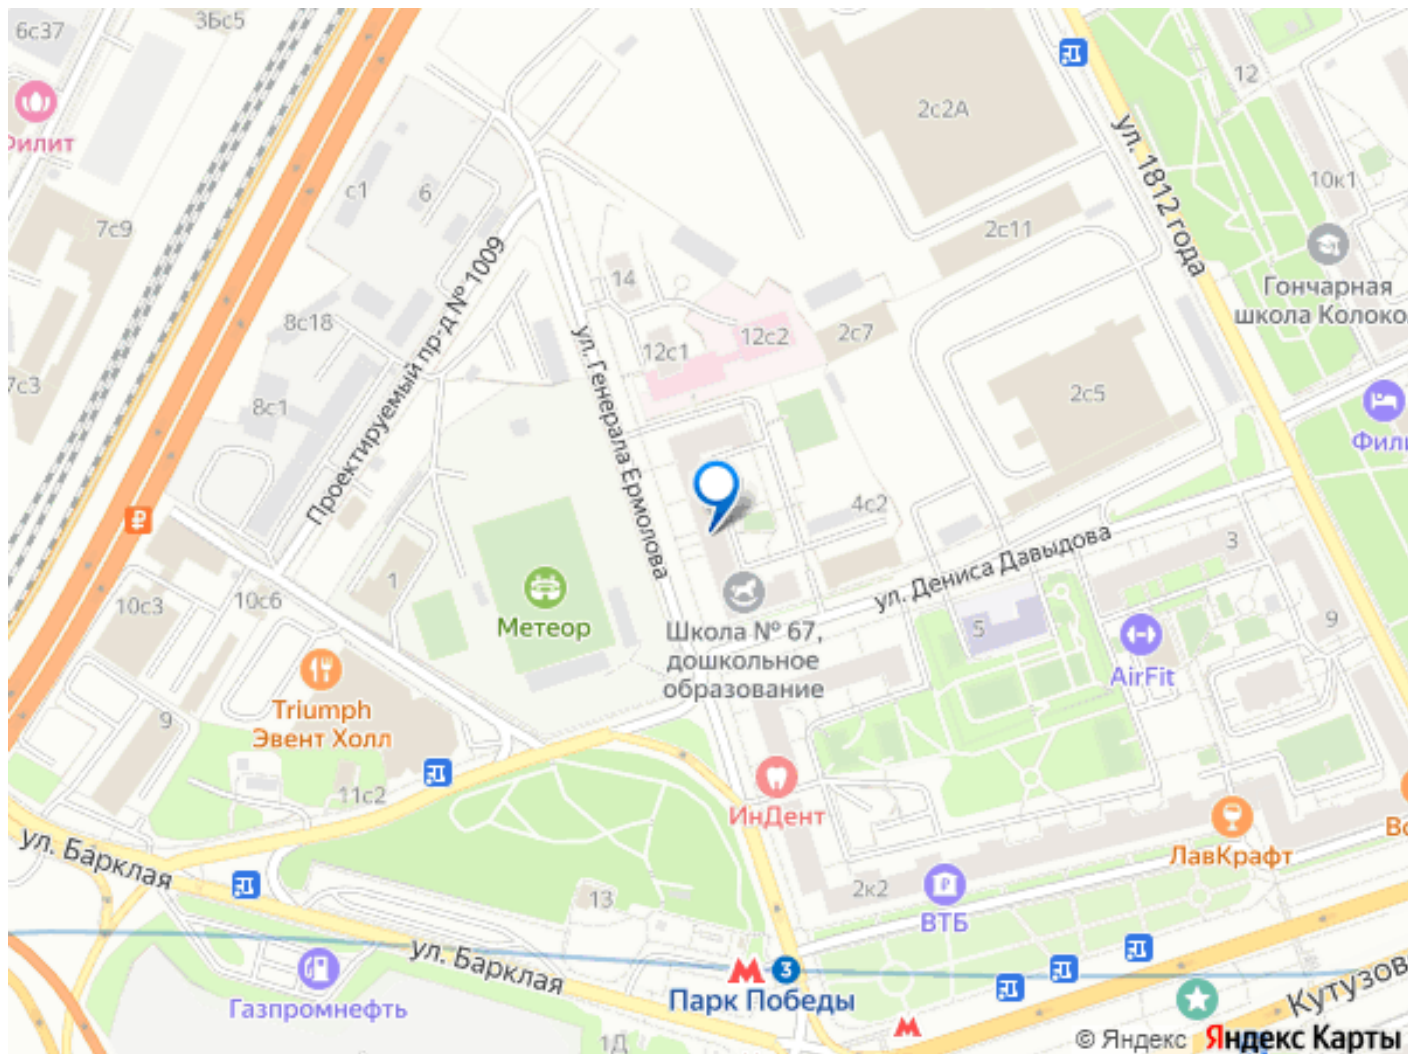 6с37
3Бс5
Филит
7с9
7с3
с1
6
8с18
8с1
Проектируемый пр-д № 1009
ул. Генерала Ермолова
14
12с1
12с2
2с7
2с11
2с2А
ул. 1812 года
12
10к1
Гончарная
школа Колоко
2с5
Фили
4с2
ул. Дениса Давыдова
3
5
9
AirFit
Школа № 67,
дошкольное
образование
Метеор
1
10с3
10с6
Triumph
Эвент Холл
9
11с2
ул. Барклая
ИнДент
ЛавКрафт
Во
2к2
ВТБ
13
ул. Барклая
3
Парк Победы
Газпромнефть
1Д
Кутузов
© Яндекс Яндекс Карты